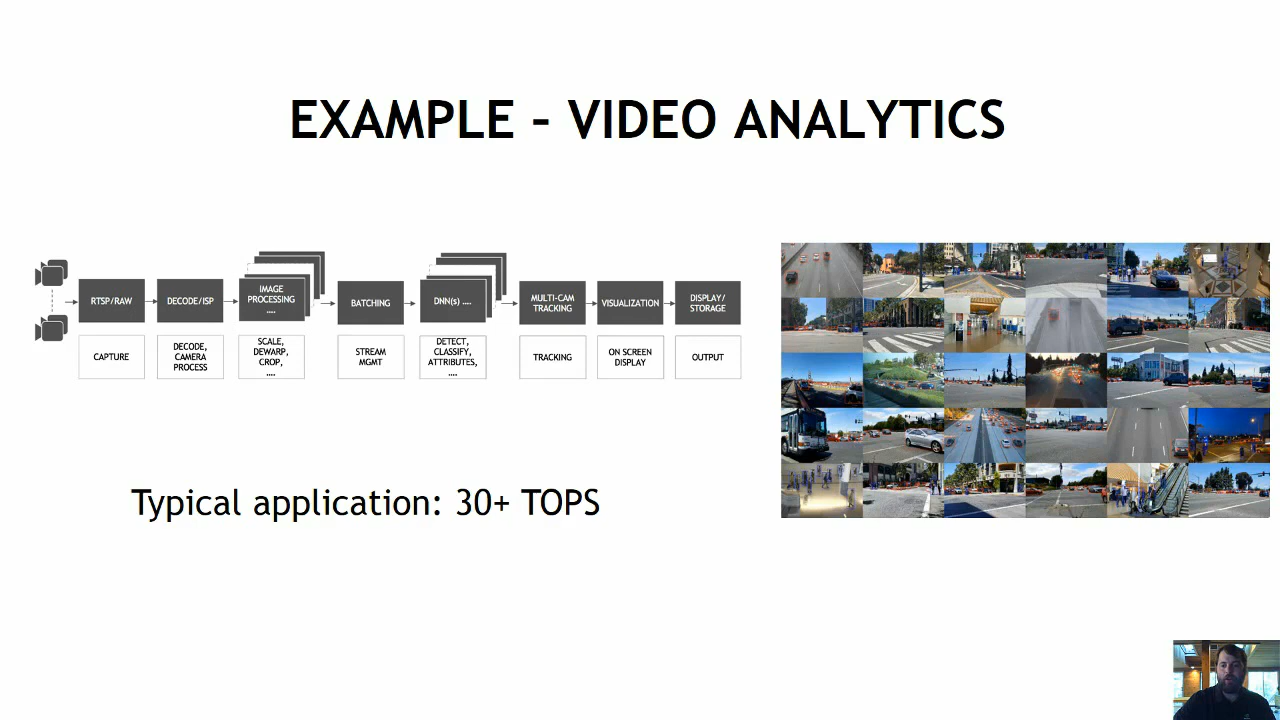 EXAMPLE – VIDEO ANALYTICS
RTSP/RAW
DECODE/ISP
IMAGE
PROCESSING
....
BATCHING
DNN(s) ....
MULTI-CAM
TRACKING
VISUALIZATION
DISPLAY/
STORAGE
CAPTURE
DECODE,
CAMERA
PROCESS
SCALE,
DEWARP,
CROP,
....
STREAM
MGMT
DETECT,
CLASSIFY,
ATTRIBUTES,
....
TRACKING
ON SCREEN
DISPLAY
OUTPUT
Typical application: 30+ TOPS